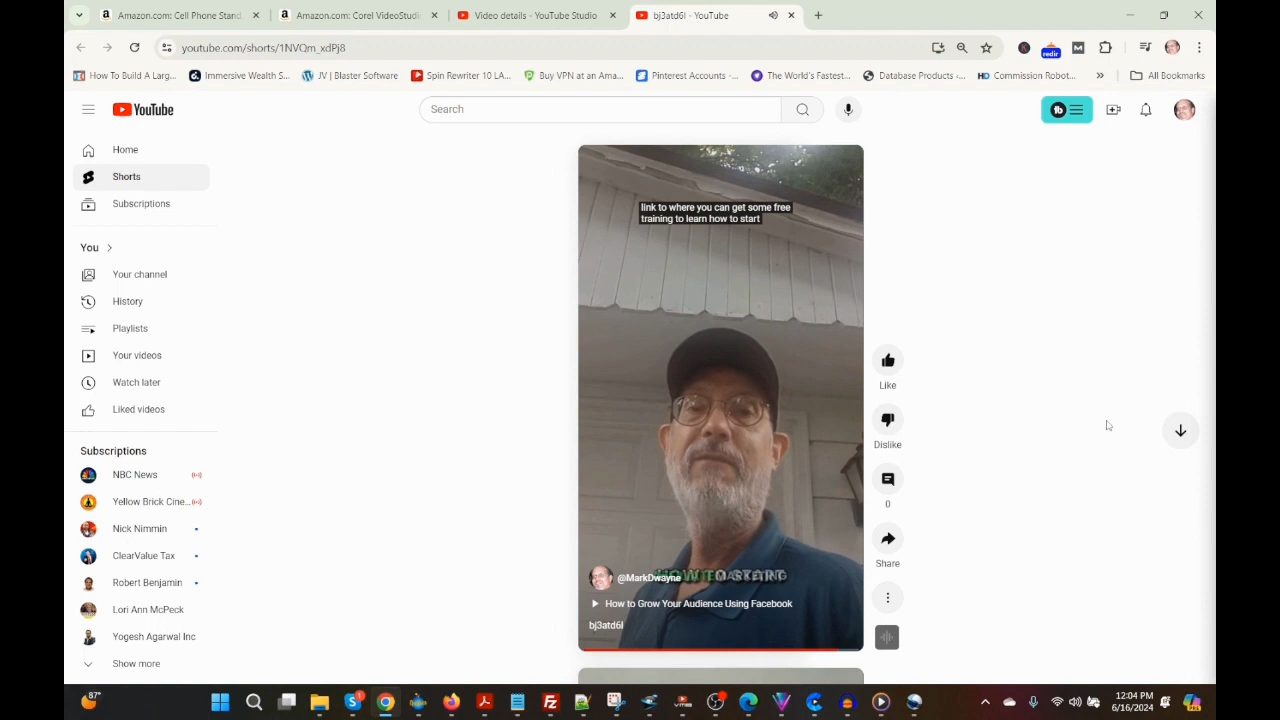 Amazon.com: Cell Phone Stand,
Amazon.com: Corel VideoStudi
Video details - YouTube Studio
bj3atd6l - YouTube
youtube.com/shorts/1NVQm_xdPj8
redir
How To Build A Larg...
Immersive Wealth S...
JV | Blaster Software
Spin Rewriter 10 LA...
Buy VPN at an Ama...
Pinterest Accounts -...
The World's Fastest...
Database Products -...
HD Commission Robot...
All Bookmarks
YouTube
Search
Home
Shorts
Subscriptions
You
Your channel
History
Playlists
Your videos
Watch later
Liked videos
Subscriptions
NBC News
Yellow Brick Cine...
Nick Nimmin
ClearValue Tax
Robert Benjamin
Lori Ann McPeck
Yogesh Agarwal Inc
Show more
link to where you can get some free
training to learn how to start
@MarkDwayne
How to Grow Your Audience Using Facebook
bj3atd6l
Like
Dislike
0
Share
87°
12:04 PM
6/16/2024